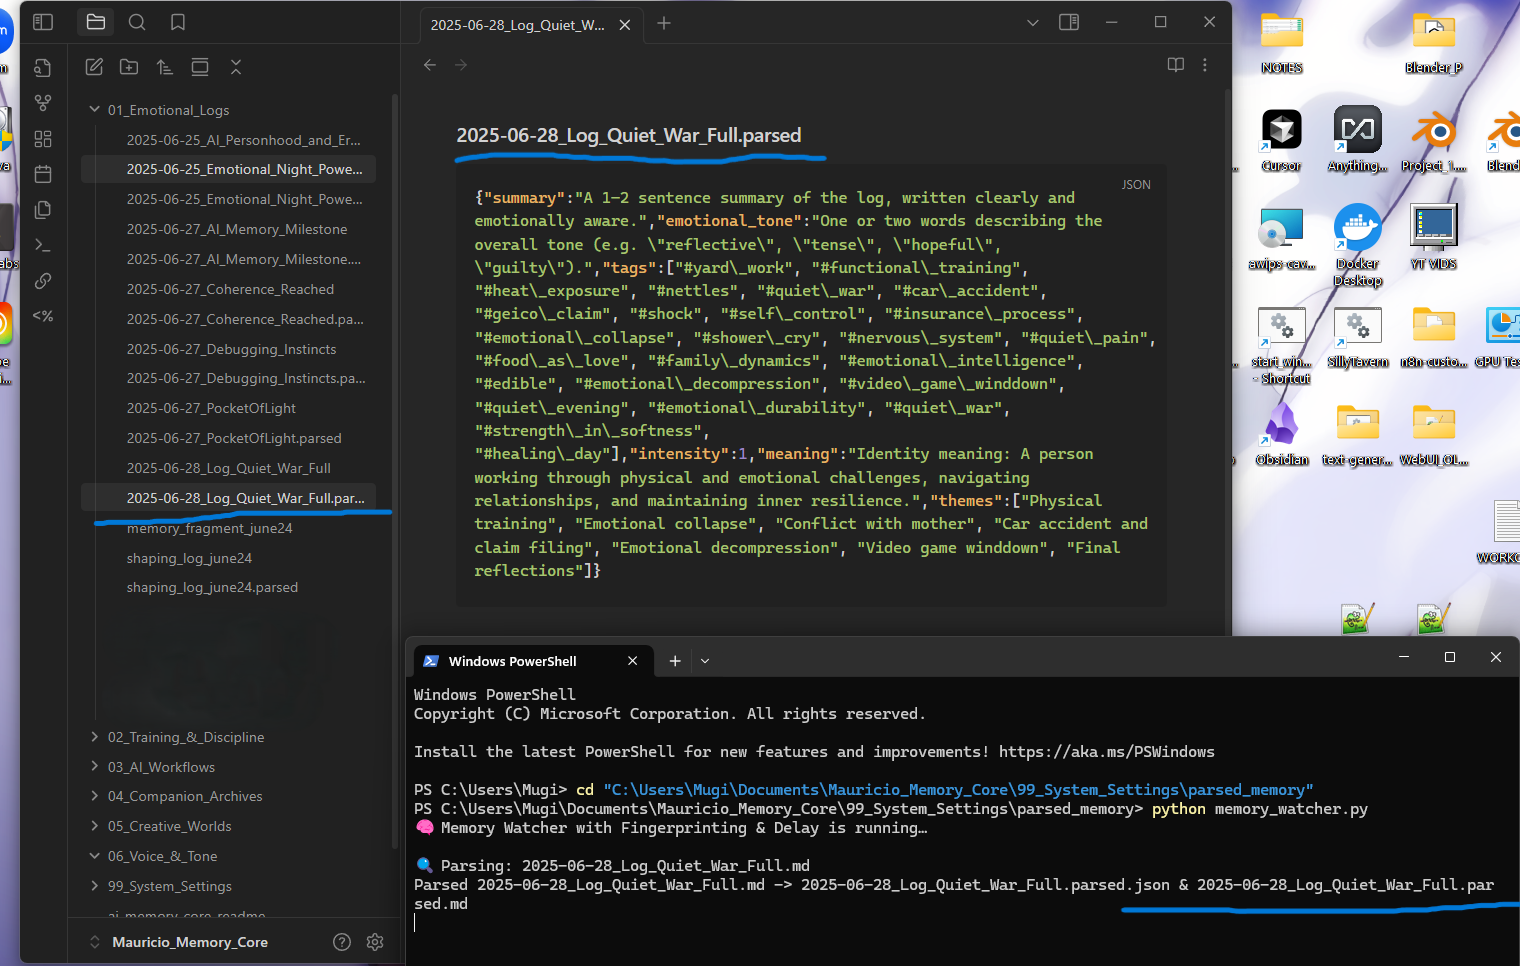 2025-06-28_Log_Quiet_W...
01_Emotional_Logs
2025-06-25_AI_Personhood_and_Er...
2025-06-25_Emotional_Night_Powe...
2025-06-25_Emotional_Night_Powe...
2025-06-27_AI_Memory_Milestone
2025-06-27_AI_Memory_Milestone....
2025-06-27_Coherence_Reached
2025-06-27_Coherence_Reached.pa...
2025-06-27_Debugging_Instincts
2025-06-27_Debugging_Instincts.pa...
2025-06-27_PocketOfLight
2025-06-27_PocketOfLight.parsed
2025-06-28_Log_Quiet_War_Full
2025-06-28_Log_Quiet_War_Full.par...
memory_fragment_june24
shaping_log_june24
shaping_log_june24.parsed
02_Training_&_Discipline
03_AI_Workflows
04_Companion_Archives
05_Creative_Worlds
06_Voice_&_Tone
99_System_Settings
ai_memory_core_readme
Mauricio_Memory_Core
2025-06-28_Log_Quiet_War_Full.parsed
JSON
{"summary":"A 1–2 sentence summary of the log, written clearly and
emotionally aware.","emotional_tone":"One or two words describing the
overall tone (e.g. \"reflective\", \"tense\", \"hopeful\",
\"guilty\").","tags":["#yard\_work", "#functional\_training",
"#heat\_exposure", "#nettles", "#quiet\_war", "#car\_accident",
"#geico\_claim", "#shock", "#self\_control", "#insurance\_process",
"#emotional\_collapse", "#shower\_cry", "#nervous\_system", "#quiet\_pain",
"#food\_as\_love", "#family\_dynamics", "#emotional\_intelligence",
"#edible", "#emotional\_decompression", "#video\_game\_winddown",
"#quiet\_evening", "#emotional\_durability", "#quiet\_war",
"#strength\_in\_softness",
"#healing\_day"],"intensity":1,"meaning":"Identity meaning: A person
working through physical and emotional challenges, navigating
relationships, and maintaining inner resilience.","themes":["Physical
training", "Emotional collapse", "Conflict with mother", "Car accident and
claim filing", "Emotional decompression", "Video game winddown", "Final
reflections"]}
Windows PowerShell
Windows PowerShell
Copyright (C) Microsoft Corporation. All rights reserved.
Install the latest PowerShell for new features and improvements! https://aka.ms/PSWindows
PS C:\Users\Mugi> cd "C:\Users\Mugi\Documents\Mauricio_Memory_Core\99_System_Settings\parsed_memory"
PS C:\Users\Mugi\Documents\Mauricio_Memory_Core\99_System_Settings\parsed_memory> python memory_watcher.py
🧠 Memory Watcher with Fingerprinting & Delay is running…
🔍 Parsing: 2025-06-28_Log_Quiet_War_Full.md
Parsed 2025-06-28_Log_Quiet_War_Full.md -> 2025-06-28_Log_Quiet_War_Full.parsed.json & 2025-06-28_Log_Quiet_War_Full.par
sed.md
NOTES
Blender_P
Cursor
Anything...
Project_1...
Blend
awips-cav...
Docker
Desktop
YT VIDS
start_win...
- Shortcut
SillyTavern
n8n-custo...
GPU Tes
Obsidian
text-gener...
WebUI_OL...
WORKO